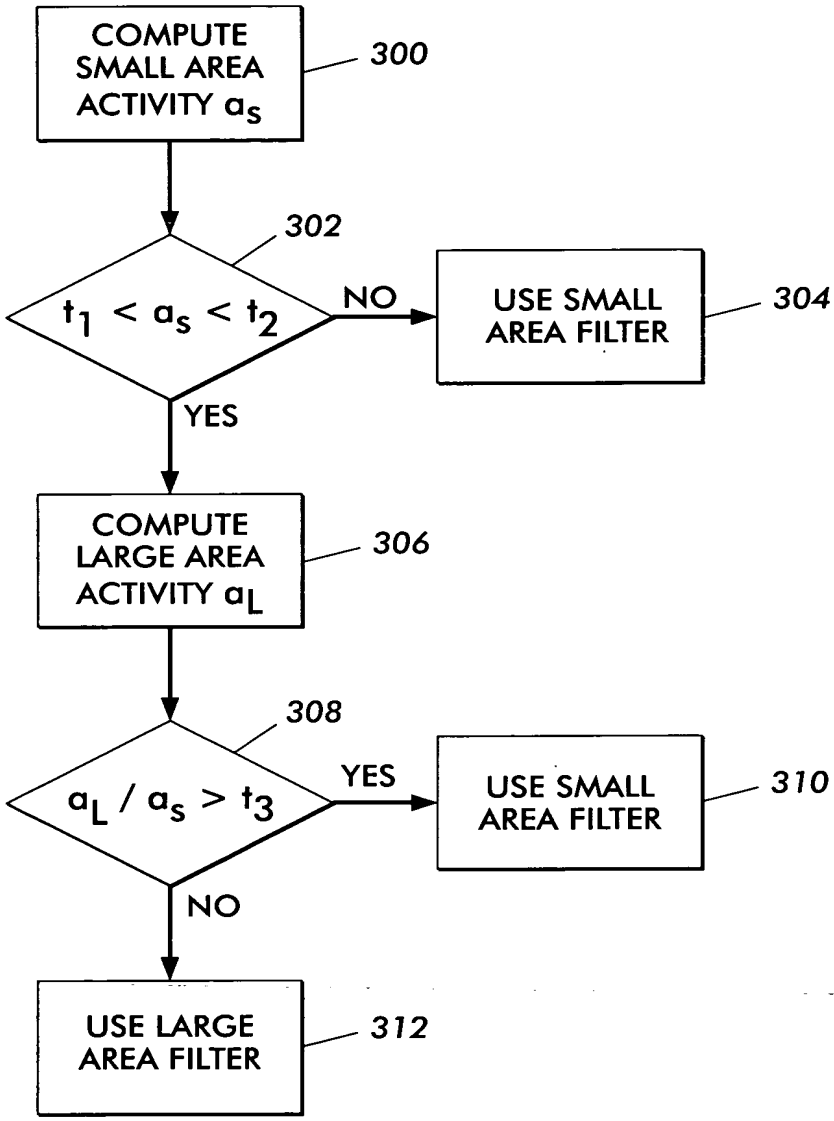 COMPUTE
SMALL AREA
ACTIVITY as
300
302
t1 < as < t2
NO
USE SMALL
AREA FILTER
304
YES
COMPUTE
LARGE AREA
ACTIVITY aL
306
308
aL / as > t3
YES
USE SMALL
AREA FILTER
310
NO
USE LARGE
AREA FILTER
312